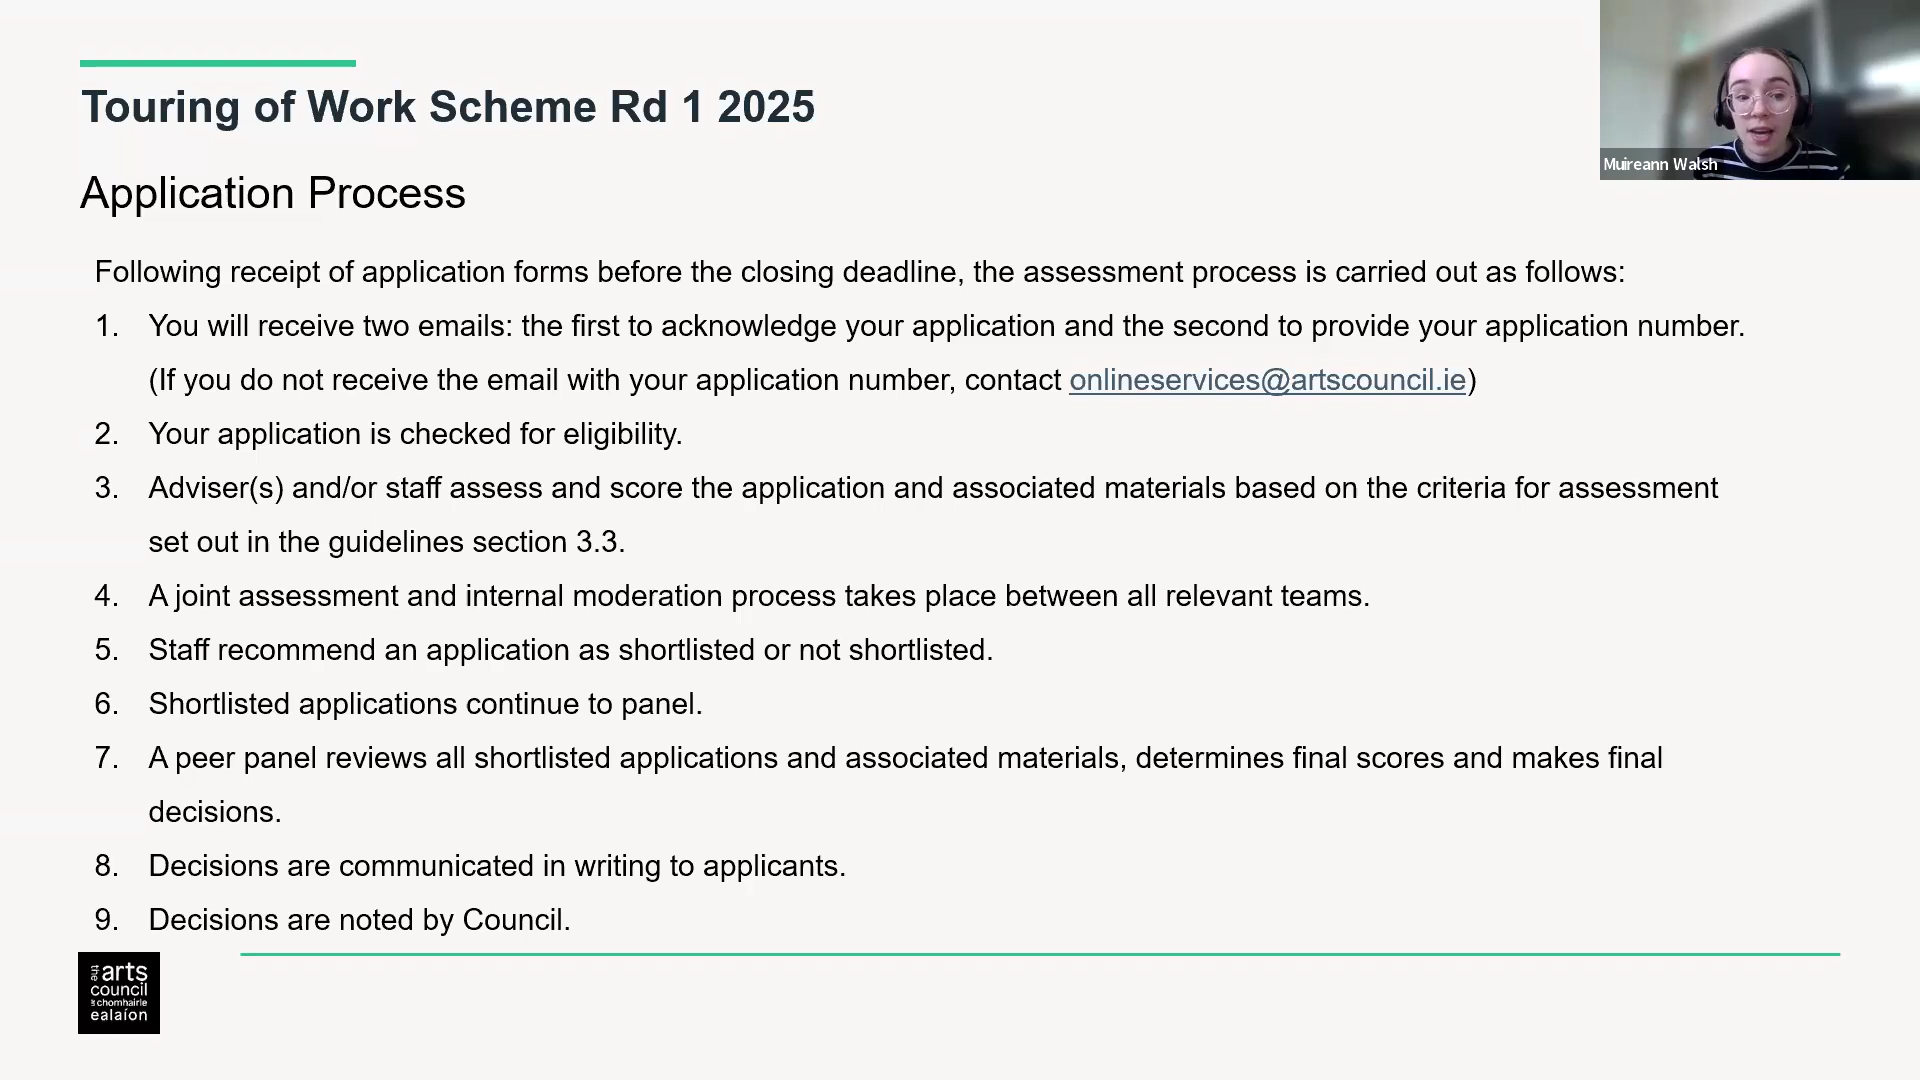 Touring of Work Scheme Rd 1 2025
Muireann Walsh
Application Process
Following receipt of application forms before the closing deadline, the assessment process is carried out as follows:
1. You will receive two emails: the first to acknowledge your application and the second to provide your application number.
(If you do not receive the email with your application number, contact onlineservices@artscouncil.ie)
2. Your application is checked for eligibility.
3. Adviser(s) and/or staff assess and score the application and associated materials based on the criteria for assessment
set out in the guidelines section 3.3.
4. A joint assessment and internal moderation process takes place between all relevant teams.
5. Staff recommend an application as shortlisted or not shortlisted.
6. Shortlisted applications continue to panel.
7. A peer panel reviews all shortlisted applications and associated materials, determines final scores and makes final
decisions.
8. Decisions are communicated in writing to applicants.
9. Decisions are noted by Council.
the arts
council
chomhairle
ealaíon